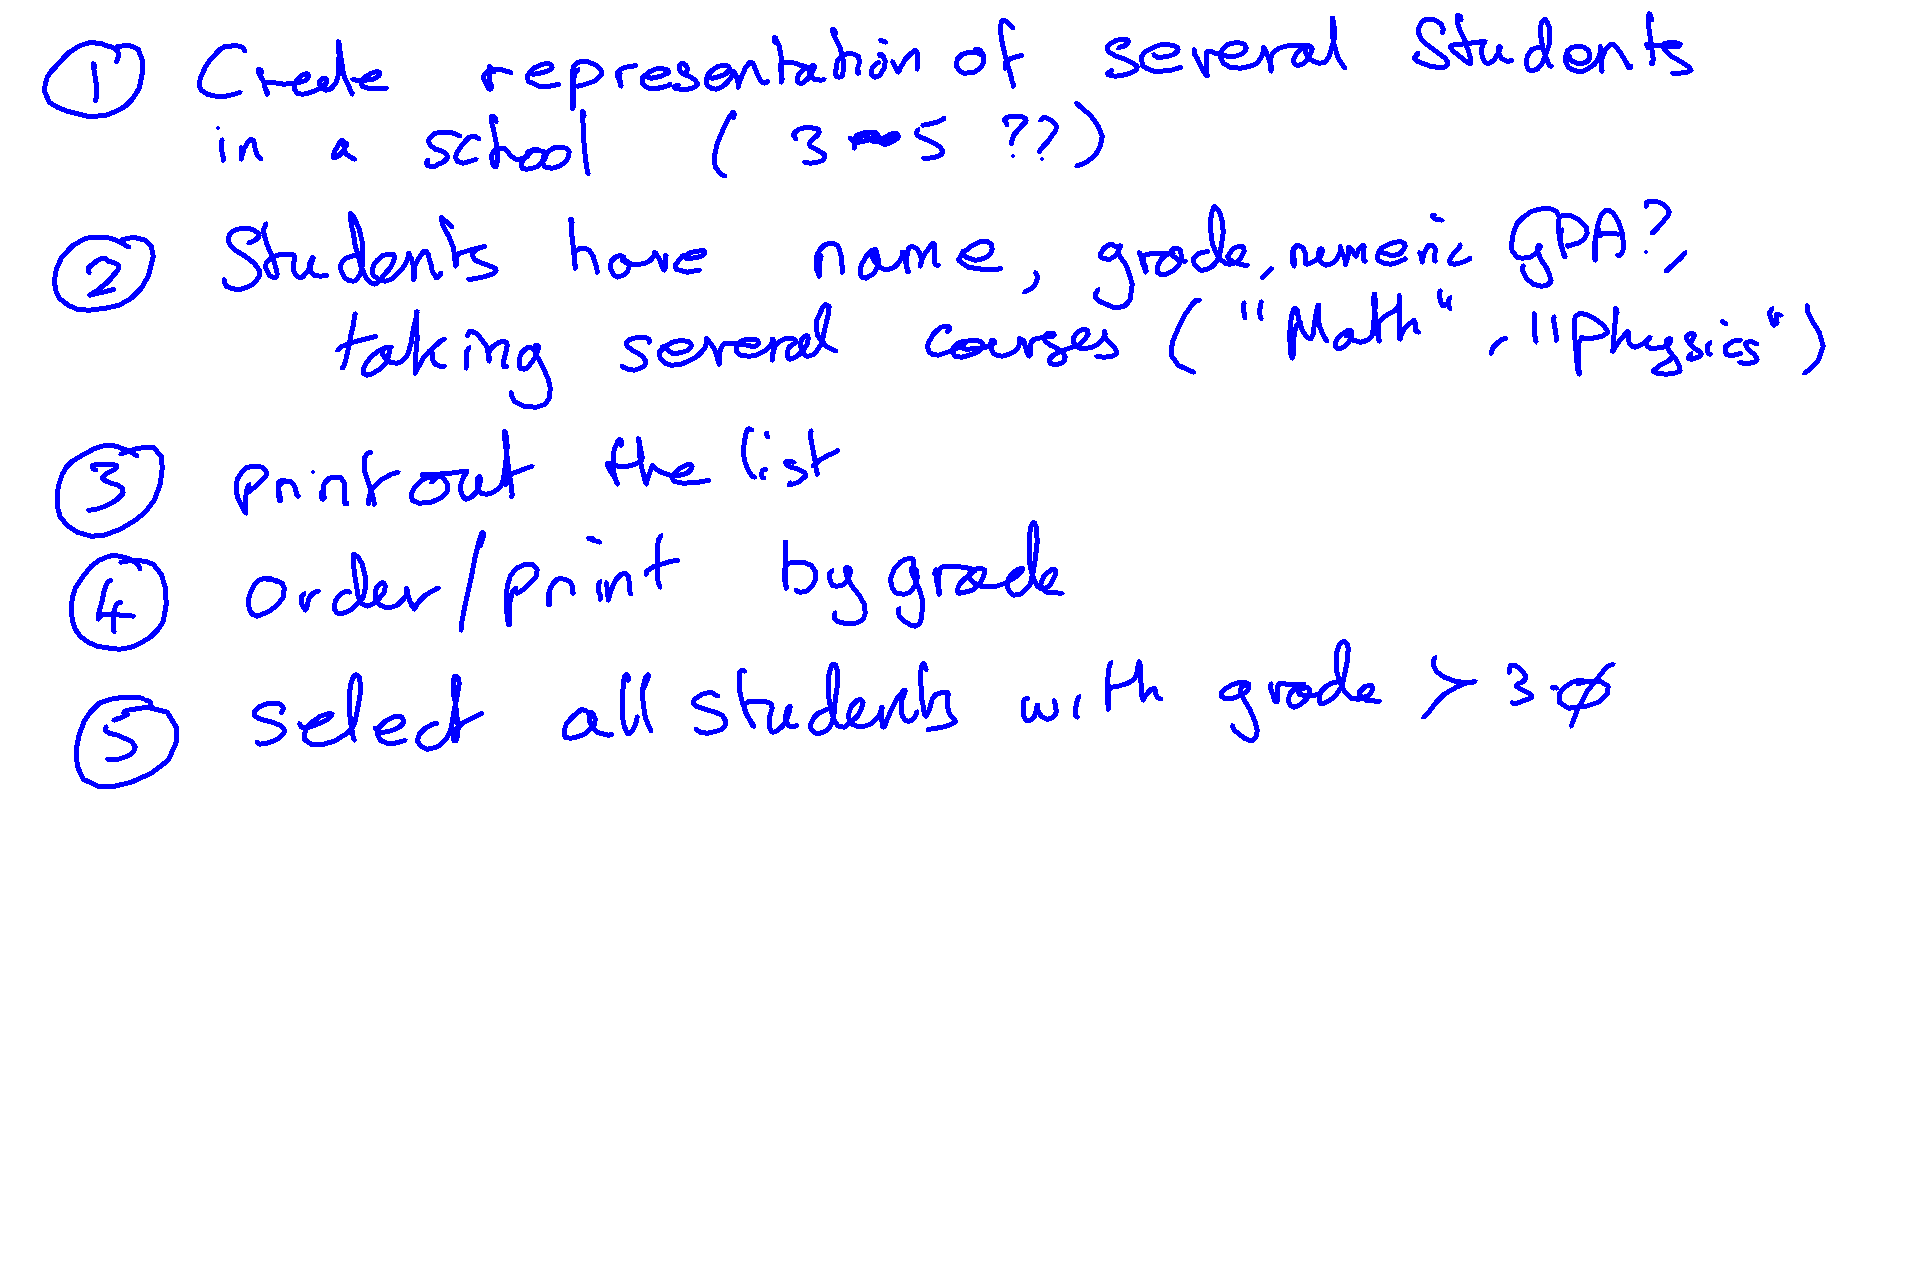 ① Create representation of several Students
in a school ( 3-5 ??)
② Students have name, grade, numeric GPA?,
taking several courses ( "Math", "Physics")
③ print out the list
④ order/print by grade
⑤ select all students with grade > 3.0